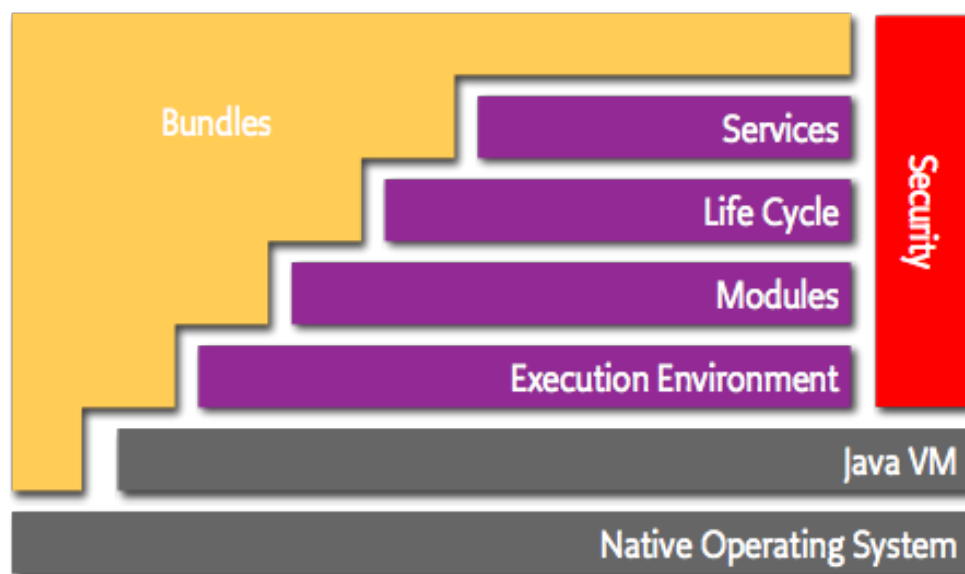 Bundles
Services
Life Cycle
Modules
Execution Environment
Security
Java VM
Native Operating System